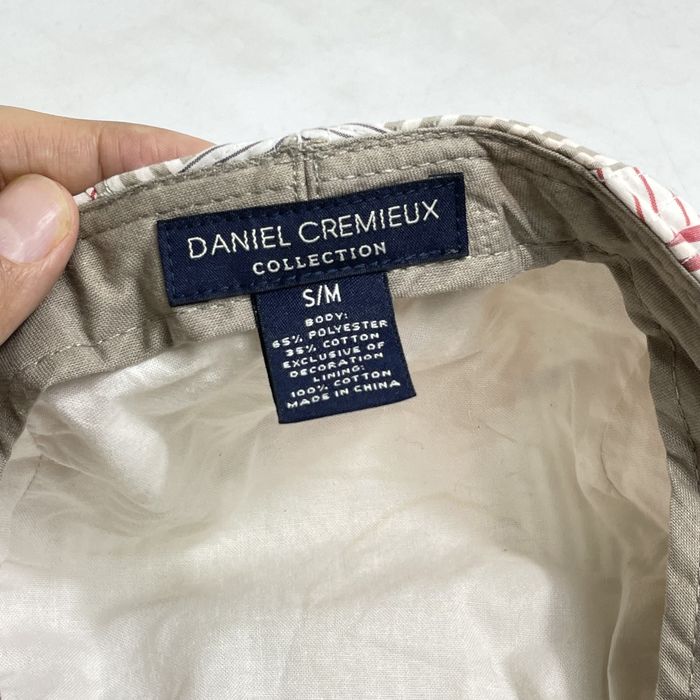 DANIEL CREMIEUX
COLLECTION
S/M
BODY:
65% POLYESTER
35% COTTON
EXCLUSIVE OF
DECORATION
LINING:
100% COTTON
MADE IN CHINA